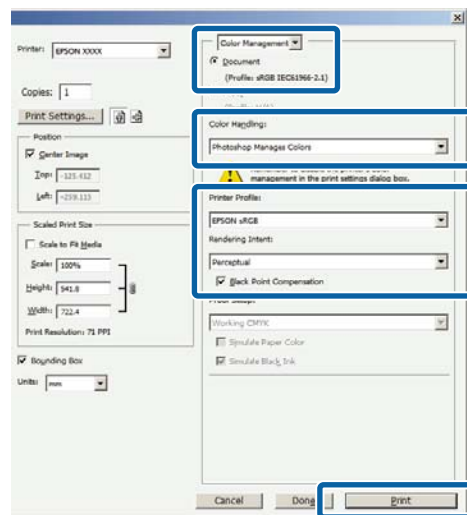 Printer: EPSON XXXX
Copies: 1
Print Settings...
Position
Center Image
Top: -125.412
Left: -259.115
Scaled Print Size
Scale to Fit Media
Scale: 100%
Height: 541.8
Width: 722.4
Print Resolution: 71 PPI
Bounding Box
Units: mm
Color Management
Document
(Profile: sRGB IEC61966-2.1)
Color Handling:
Photoshop Manages Colors
management in the print settings dialog box.
Printer Profile:
EPSON sRGB
Rendering Intent:
Perceptual
Black Point Compensation
Working CMYK
Simulate Paper Color
Simulate Black Ink
Cancel
Done
Print